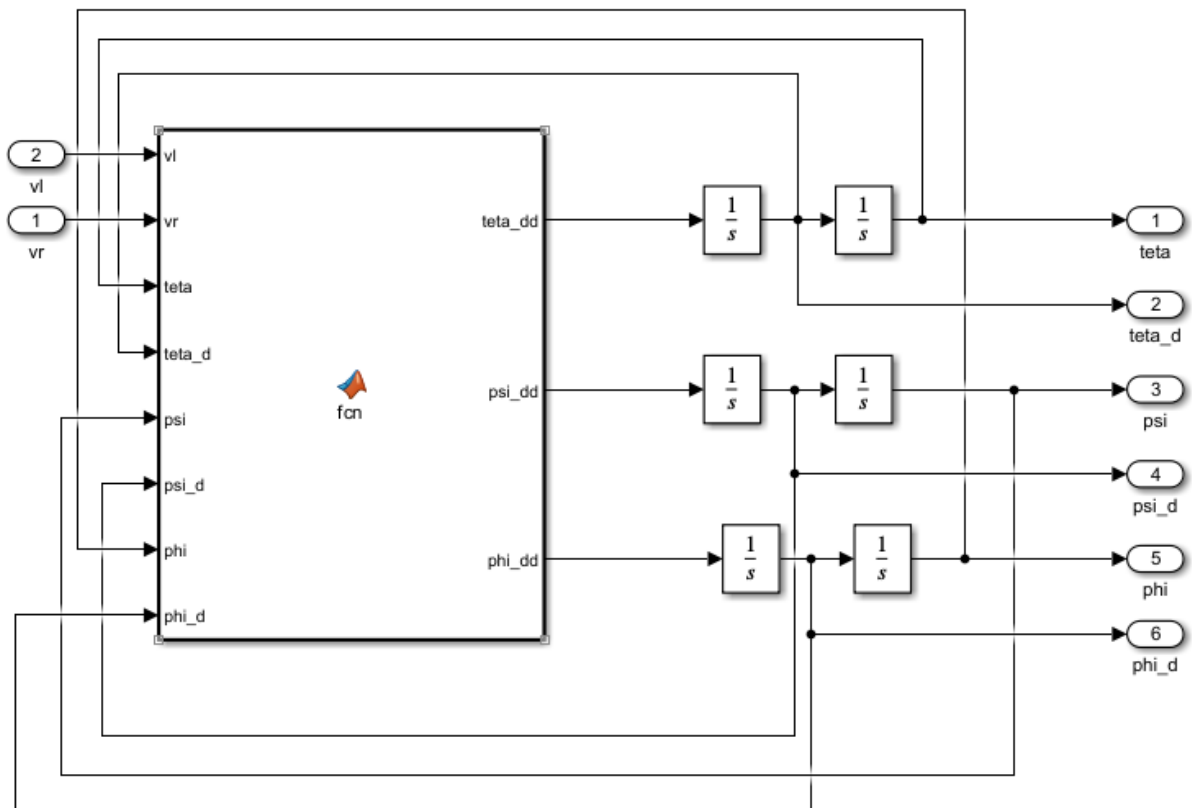 2
vl
1
vr
vl
vr
teta
teta_d
psi
psi_d
phi
phi_d
fcn
teta_dd
psi_dd
phi_dd
1
s
1
s
1
s
1
s
1
s
1
s
1
teta
2
teta_d
3
psi
4
psi_d
5
phi
6
phi_d